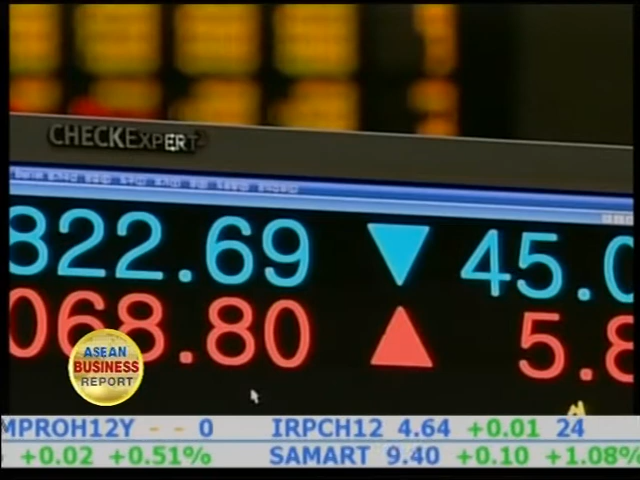 CHECKEXPERT²
822.69 ▼ 45.0
068.80 ▲ 5.8
ASEAN
BUSINESS
REPORT
MPROH12Y - - 0 IRPCH12 4.64 +0.01 24
+0.02 +0.51% SAMART 9.40 +0.10 +1.08%